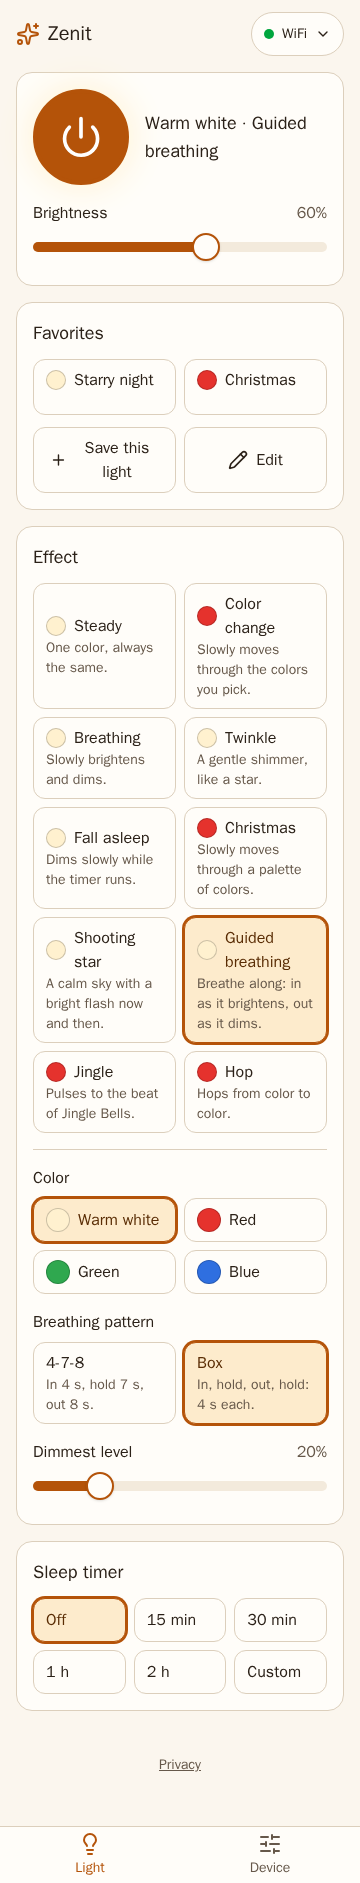 Zenit
WiFi
Warm white · Guided
breathing
Brightness
60%
Favorites
Starry night
Christmas
Save this
light
Edit
Effect
Steady
One color, always
the same.
Color
change
Slowly moves
through the colors
you pick.
Breathing
Slowly brightens
and dims.
Twinkle
A gentle shimmer,
like a star.
Fall asleep
Dims slowly while
the timer runs.
Christmas
Slowly moves
through a palette
of colors.
Shooting
star
A calm sky with a
bright flash now
and then.
Guided
breathing
Breathe along: in
as it brightens, out
as it dims.
Jingle
Pulses to the beat
of Jingle Bells.
Hop
Hops from color to
color.
Color
Warm white
Red
Green
Blue
Breathing pattern
4-7-8
In 4 s, hold 7 s,
out 8 s.
Box
In, hold, out, hold:
4 s each.
Dimmest level
20%
Sleep timer
Off
15 min
30 min
1 h
2 h
Custom
Privacy
Light
Device